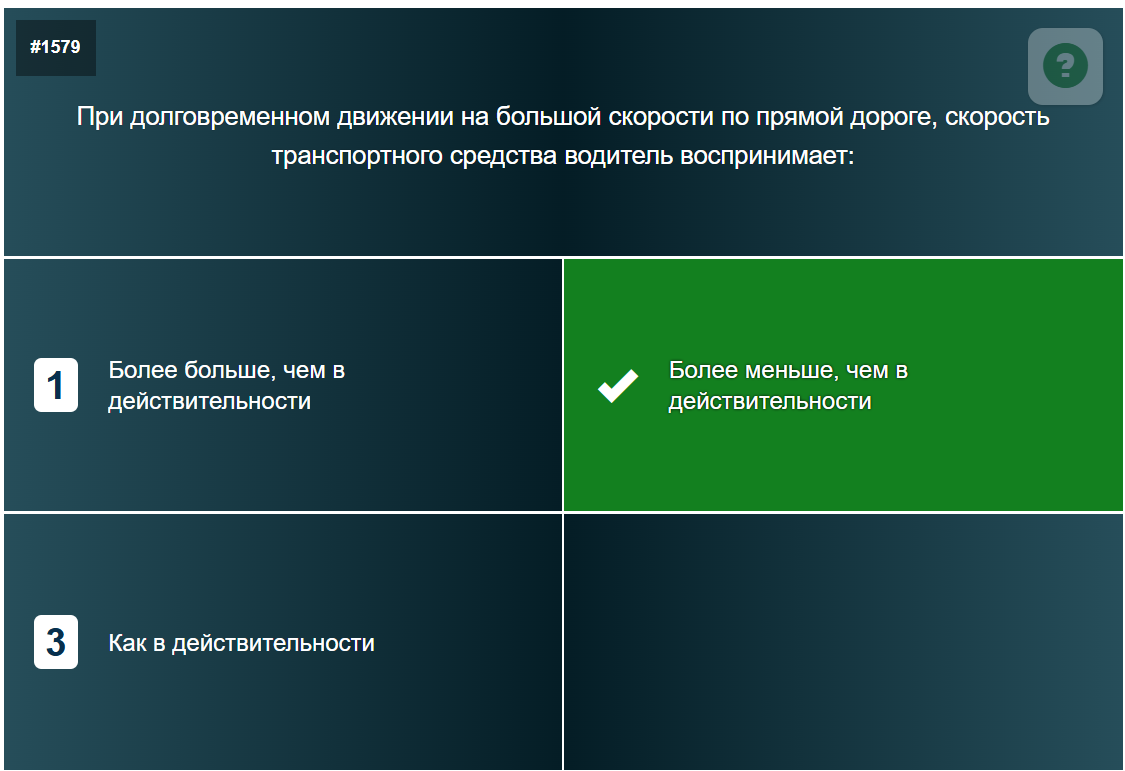 #1579
?
При долговременном движении на большой скорости по прямой дороге, скорость
транспортного средства водитель воспринимает:
1
Более больше, чем в
действительности
Более меньше, чем в
действительности
3
Как в действительности